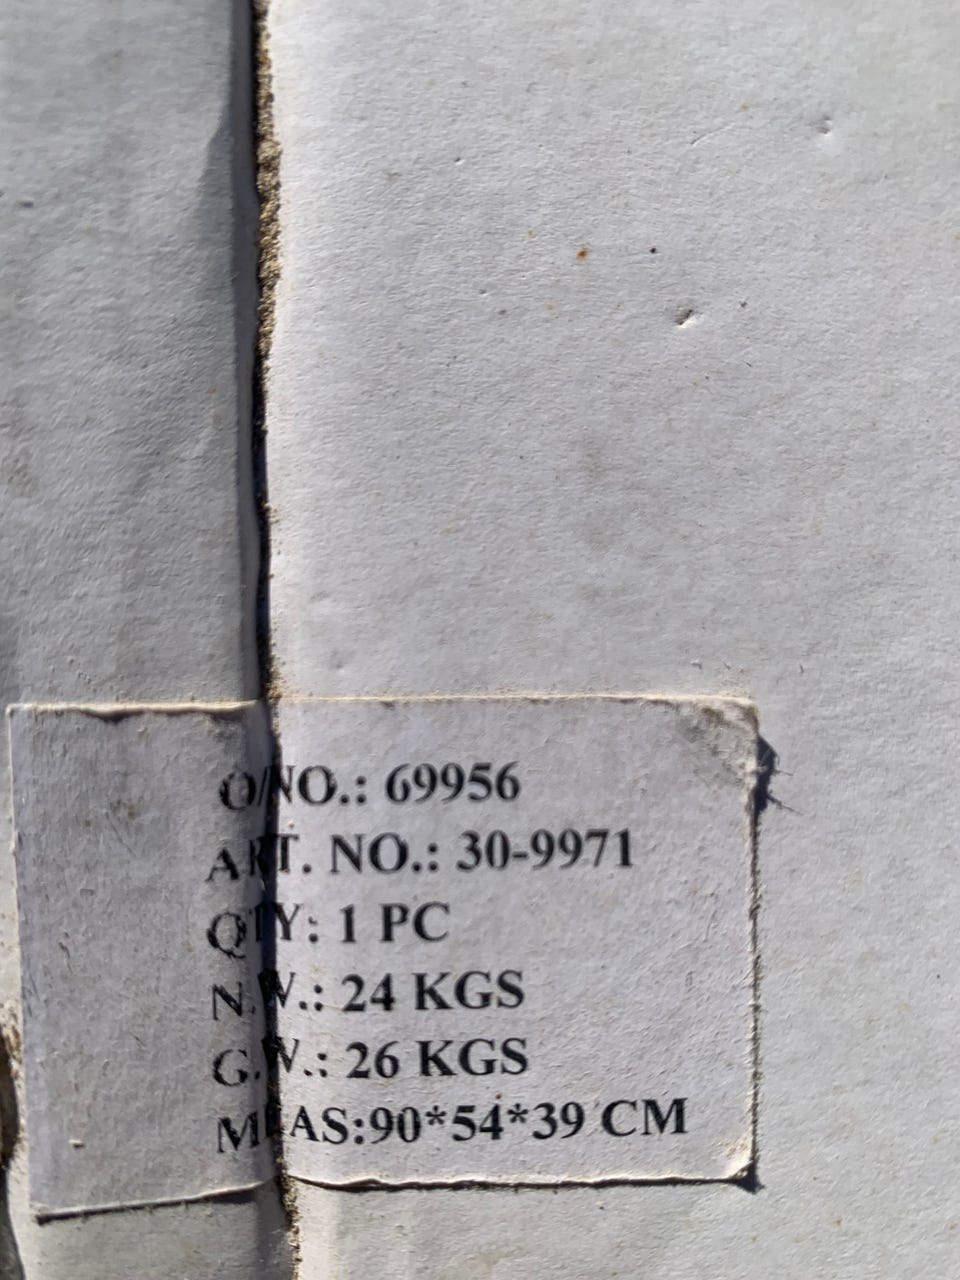 O/NO.: 69956
ART. NO.: 30-9971
QTY: 1 PC
N.W.: 24 KGS
G.W.: 26 KGS
MEAS:90*54*39 CM